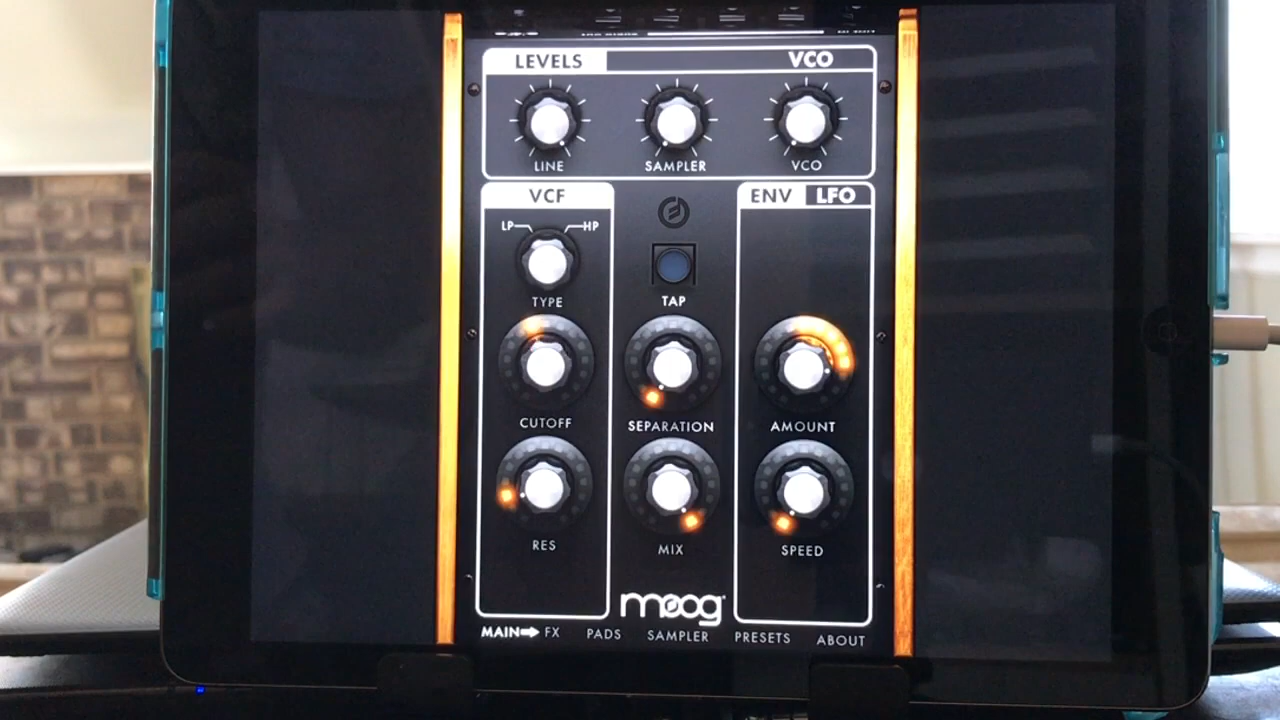 LEVELS VCO
LINE SAMPLER VCO
VCF
LP HP
TYPE
CUTOFF
RES
TAP
SEPARATION
MIX
ENV LFO
AMOUNT
SPEED
moog
MAIN FX PADS SAMPLER PRESETS ABOUT